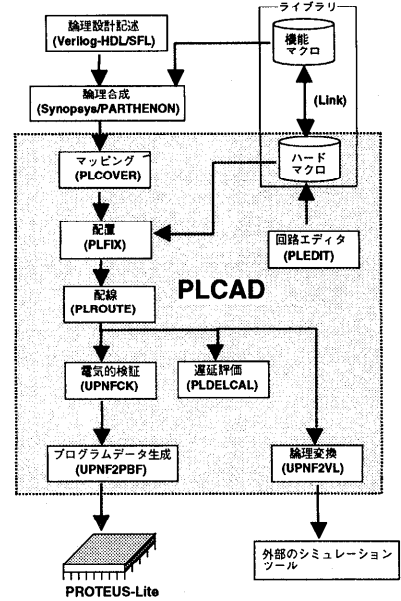 ライブラリ
論理設計記述
(Verilog-HDL/SFL)
機能
マクロ
論理合成
(Synopsys/PARTHENON)
(Link)
マッピング
(PLCOVER)
ハード
マクロ
配置
(PLFIX)
回路エディタ
(PLEDIT)
配線
(PLROUTE)
PLCAD
電気的検証
(UPNFCK)
遅延評価
(PLDELCAL)
プログラムデータ生成
(UPNF2PBF)
論理変換
(UPNF2VL)
外部のシミュレーション
ツール
PROTEUS-Lite